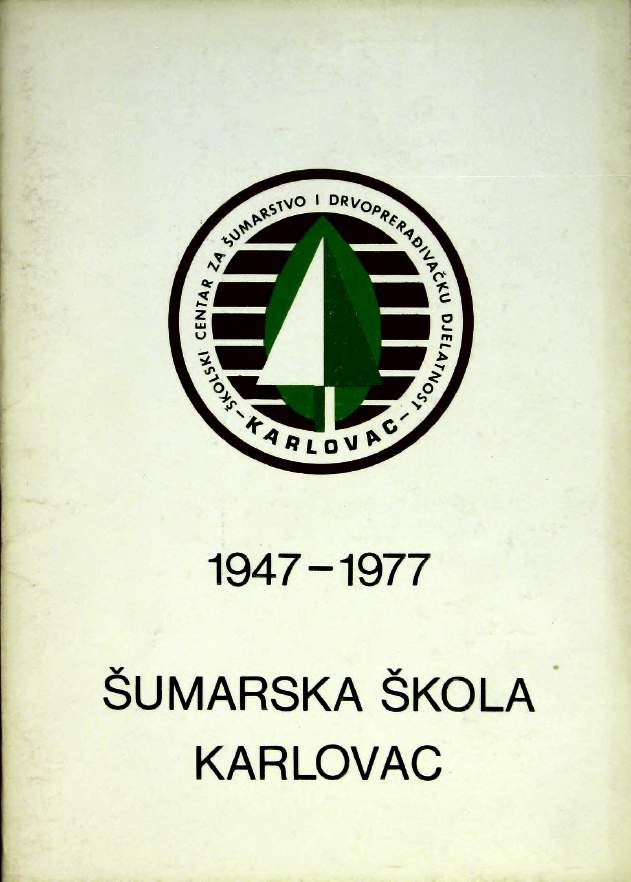 ŠKOLSKI CENTAR ZA ŠUMARSTVO I DRVOPRERAĐIVAČKU DJELATNOST
– KARLOVAC –
1947 – 1977
ŠUMARSKA ŠKOLA
KARLOVAC